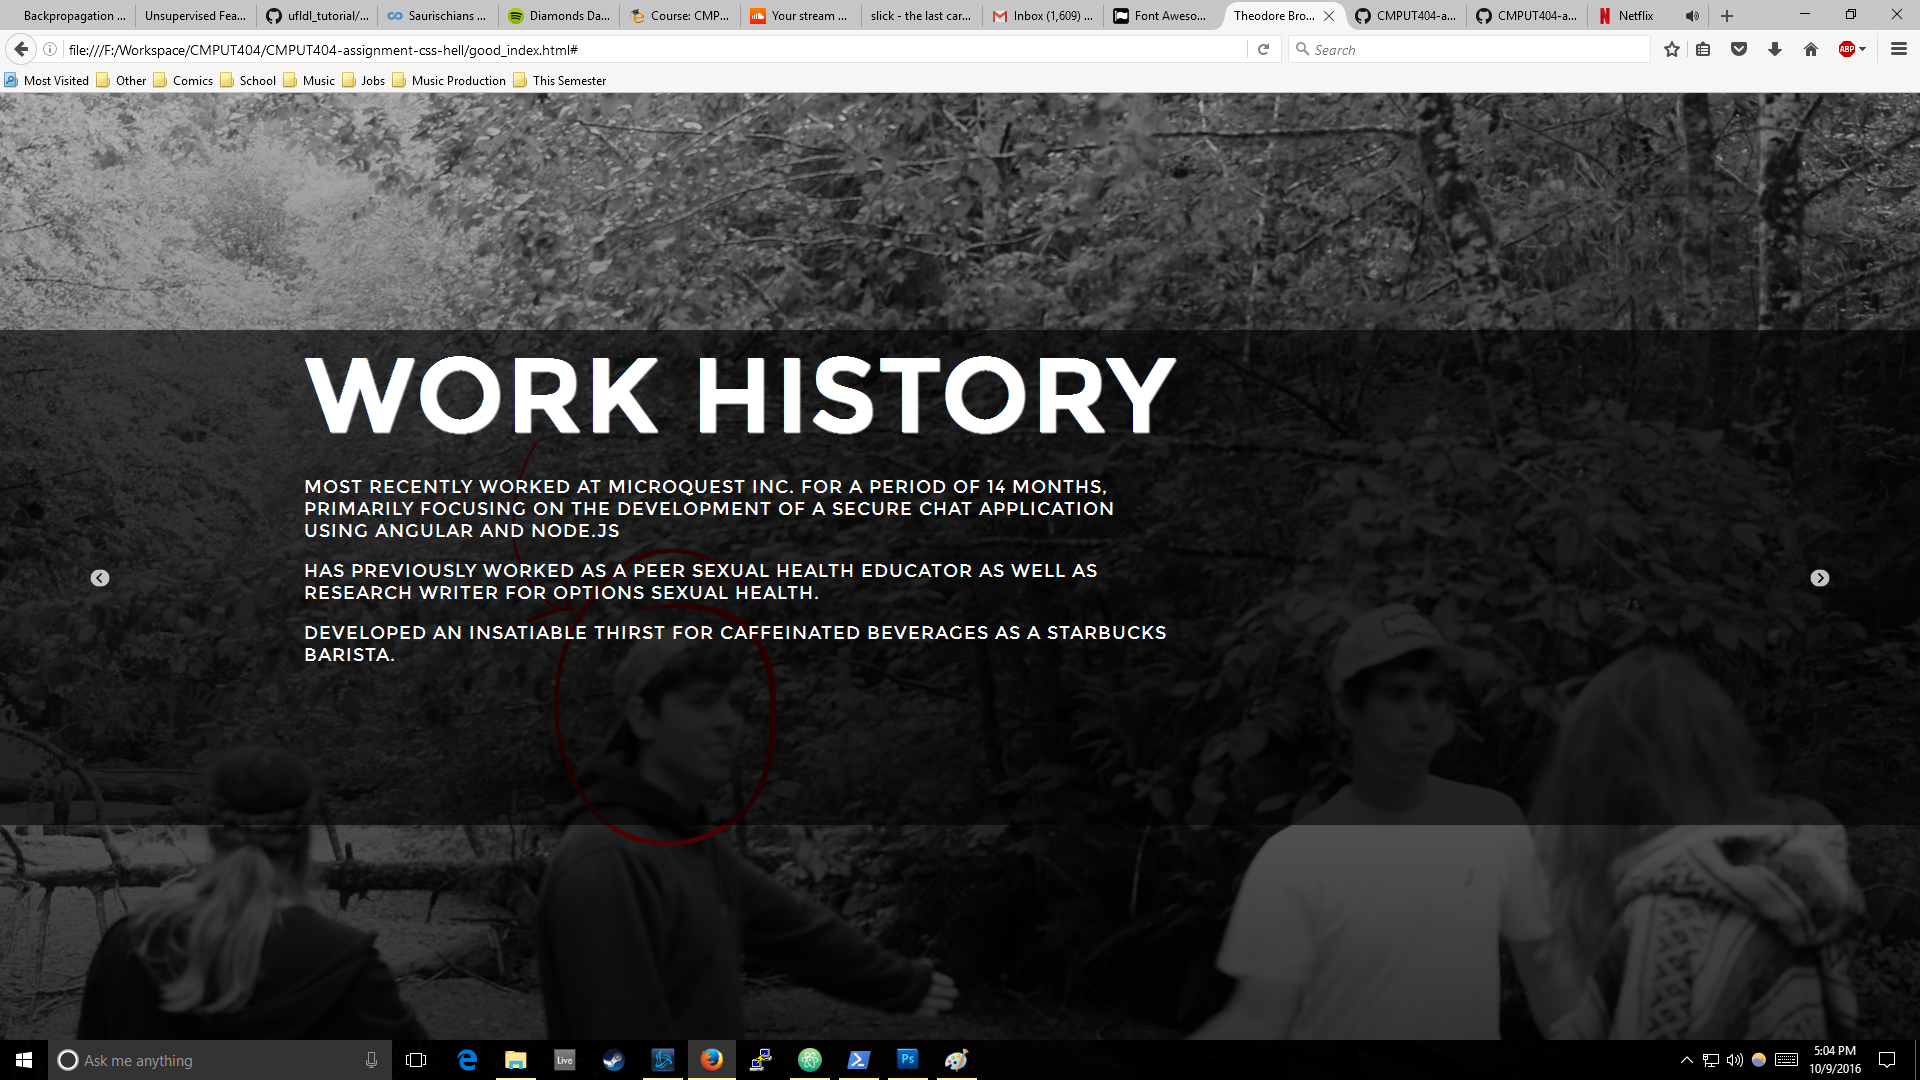 Backpropagation ...
Unsupervised Fea...
ufldl_tutorial/...
Saurischians ...
Diamonds Da...
Course: CMP...
Your stream ...
slick - the last car...
Inbox (1,609) ...
Font Aweso...
Theodore Bro...
CMPUT404-a...
CMPUT404-a...
Netflix
file:///F:/Workspace/CMPUT404/CMPUT404-assignment-css-hell/good_index.html#
Search
ABP
Most Visited
Other
Comics
School
Music
Jobs
Music Production
This Semester
WORK HISTORY
MOST RECENTLY WORKED AT MICROQUEST INC. FOR A PERIOD OF 14 MONTHS,
PRIMARILY FOCUSING ON THE DEVELOPMENT OF A SECURE CHAT APPLICATION
USING ANGULAR AND NODE.JS
HAS PREVIOUSLY WORKED AS A PEER SEXUAL HEALTH EDUCATOR AS WELL AS
RESEARCH WRITER FOR OPTIONS SEXUAL HEALTH.
DEVELOPED AN INSATIABLE THIRST FOR CAFFEINATED BEVERAGES AS A STARBUCKS
BARISTA.
Ask me anything
Live
Ps
5:04 PM
10/9/2016